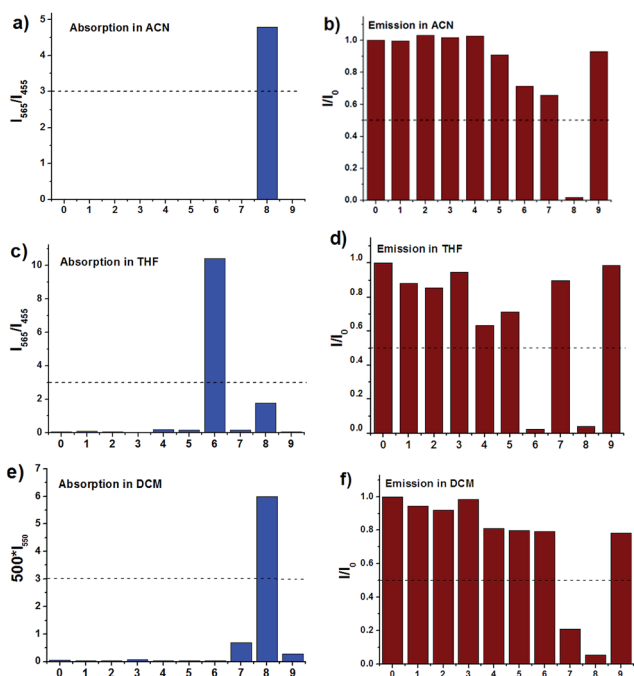 a)
Absorption in ACN
I565/I455
5
4
3
2
1
0
0 1 2 3 4 5 6 7 8 9
b)
Emission in ACN
I/I0
1.0
0.8
0.6
0.4
0.2
0.0
0 1 2 3 4 5 6 7 8 9
c)
Absorption in THF
I565/I455
10
8
6
4
2
0
0 1 2 3 4 5 6 7 8 9
d)
Emission in THF
I/I0
1.0
0.8
0.6
0.4
0.2
0.0
0 1 2 3 4 5 6 7 8 9
e)
Absorption in DCM
500*I550
7
6
5
4
3
2
1
0
0 1 2 3 4 5 6 7 8 9
f)
Emission in DCM
I/I0
1.0
0.8
0.6
0.4
0.2
0.0
0 1 2 3 4 5 6 7 8 9